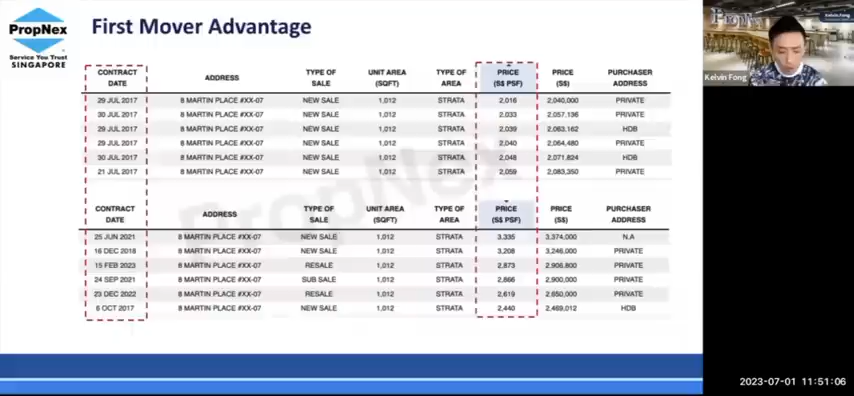 PropNex
Service You Trust
SINGAPORE
First Mover Advantage
CONTRACT DATE ADDRESS TYPE OF SALE UNIT AREA (SQFT) TYPE OF AREA PRICE (S$ PSF) PRICE (S$) PURCHASER ADDRESS
29 JUL 2017 8 MARTIN PLACE #XX-07 NEW SALE 1,012 STRATA 2,016 2,040,000 PRIVATE
30 JUL 2017 8 MARTIN PLACE #XX-07 NEW SALE 1,012 STRATA 2,033 2,057,136 PRIVATE
29 JUL 2017 8 MARTIN PLACE #XX-07 NEW SALE 1,012 STRATA 2,039 2,063,162 HDB
29 JUL 2017 8 MARTIN PLACE #XX-07 NEW SALE 1,012 STRATA 2,040 2,064,480 PRIVATE
30 JUL 2017 8 MARTIN PLACE #XX-07 NEW SALE 1,012 STRATA 2,048 2,071,824 HDB
21 JUL 2017 8 MARTIN PLACE #XX-07 NEW SALE 1,012 STRATA 2,059 2,083,350 PRIVATE
CONTRACT DATE ADDRESS TYPE OF SALE UNIT AREA (SQFT) TYPE OF AREA PRICE (S$ PSF) PRICE (S$) PURCHASER ADDRESS
25 JUN 2021 8 MARTIN PLACE #XX-07 NEW SALE 1,012 STRATA 3,335 3,374,000 N.A
16 DEC 2018 8 MARTIN PLACE #XX-07 NEW SALE 1,012 STRATA 3,208 3,246,000 PRIVATE
15 FEB 2023 8 MARTIN PLACE #XX-07 RESALE 1,012 STRATA 2,873 2,906,800 PRIVATE
24 SEP 2021 8 MARTIN PLACE #XX-07 SUB SALE 1,012 STRATA 2,866 2,900,000 PRIVATE
23 DEC 2022 8 MARTIN PLACE #XX-07 RESALE 1,012 STRATA 2,619 2,650,000 PRIVATE
6 OCT 2017 8 MARTIN PLACE #XX-07 NEW SALE 1,012 STRATA 2,440 2,469,012 HDB
PropNex
PropNex
Kelvin Fong
Kelvin Fong
2023-07-01 11:51:06